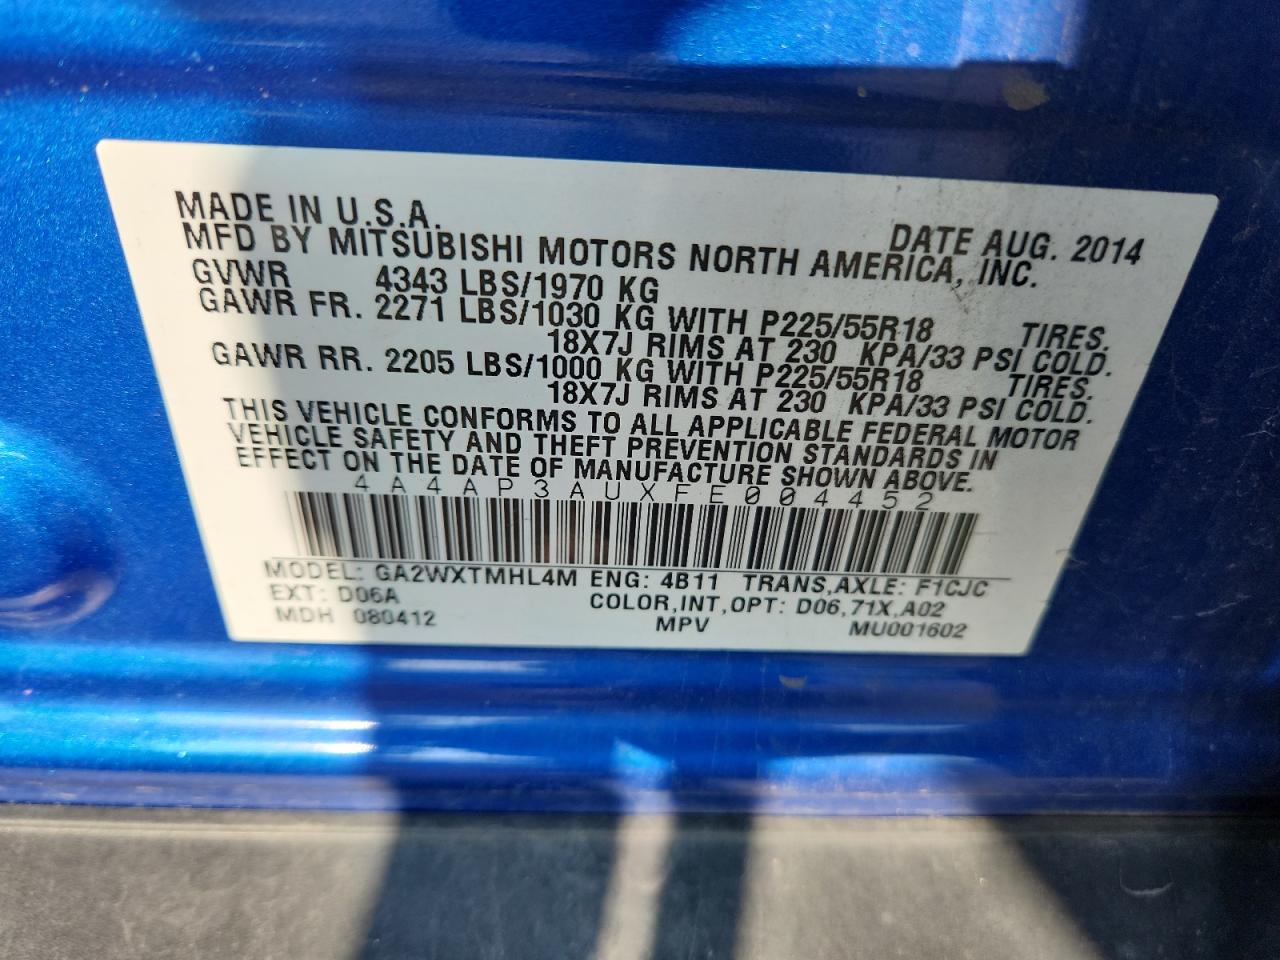 MADE IN U.S.A. DATE AUG. 2014
MFD BY MITSUBISHI MOTORS NORTH AMERICA, INC.
GVWR 4343 LBS/1970 KG
GAWR FR. 2271 LBS/1030 KG WITH P225/55R18 TIRES.
18X7J RIMS AT 230 KPA/33 PSI COLD.
GAWR RR. 2205 LBS/1000 KG WITH P225/55R18 TIRES.
18X7J RIMS AT 230 KPA/33 PSI COLD.
THIS VEHICLE CONFORMS TO ALL APPLICABLE FEDERAL MOTOR
VEHICLE SAFETY AND THEFT PREVENTION STANDARDS IN
EFFECT ON THE DATE OF MANUFACTURE SHOWN ABOVE.
4A4AP3AUXFE004452
MODEL: GA2WXTMHL4M ENG: 4B11 TRANS,AXLE: F1CJC
EXT: D06A COLOR,INT,OPT: D06,71X,A02
MDH 080412 MPV MU001602